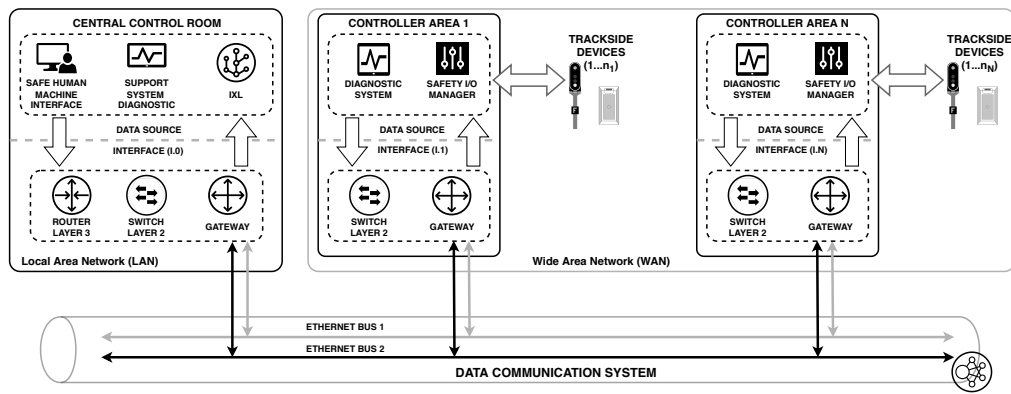 CENTRAL CONTROL ROOM
SAFE HUMAN
MACHINE
INTERFACE
SUPPORT
SYSTEM
DIAGNOSTIC
IXL
DATA SOURCE
INTERFACE (I.0)
ROUTER
LAYER 3
SWITCH
LAYER 2
GATEWAY
Local Area Network (LAN)
CONTROLLER AREA 1
DIAGNOSTIC
SYSTEM
SAFETY I/O
MANAGER
DATA SOURCE
INTERFACE (I.1)
SWITCH
LAYER 2
GATEWAY
TRACKSIDE
DEVICES
(1...n₁)
F
Wide Area Network (WAN)
CONTROLLER AREA N
DIAGNOSTIC
SYSTEM
SAFETY I/O
MANAGER
DATA SOURCE
INTERFACE (I.N)
SWITCH
LAYER 2
GATEWAY
TRACKSIDE
DEVICES
(1...n_N)
F
ETHERNET BUS 1
ETHERNET BUS 2
DATA COMMUNICATION SYSTEM